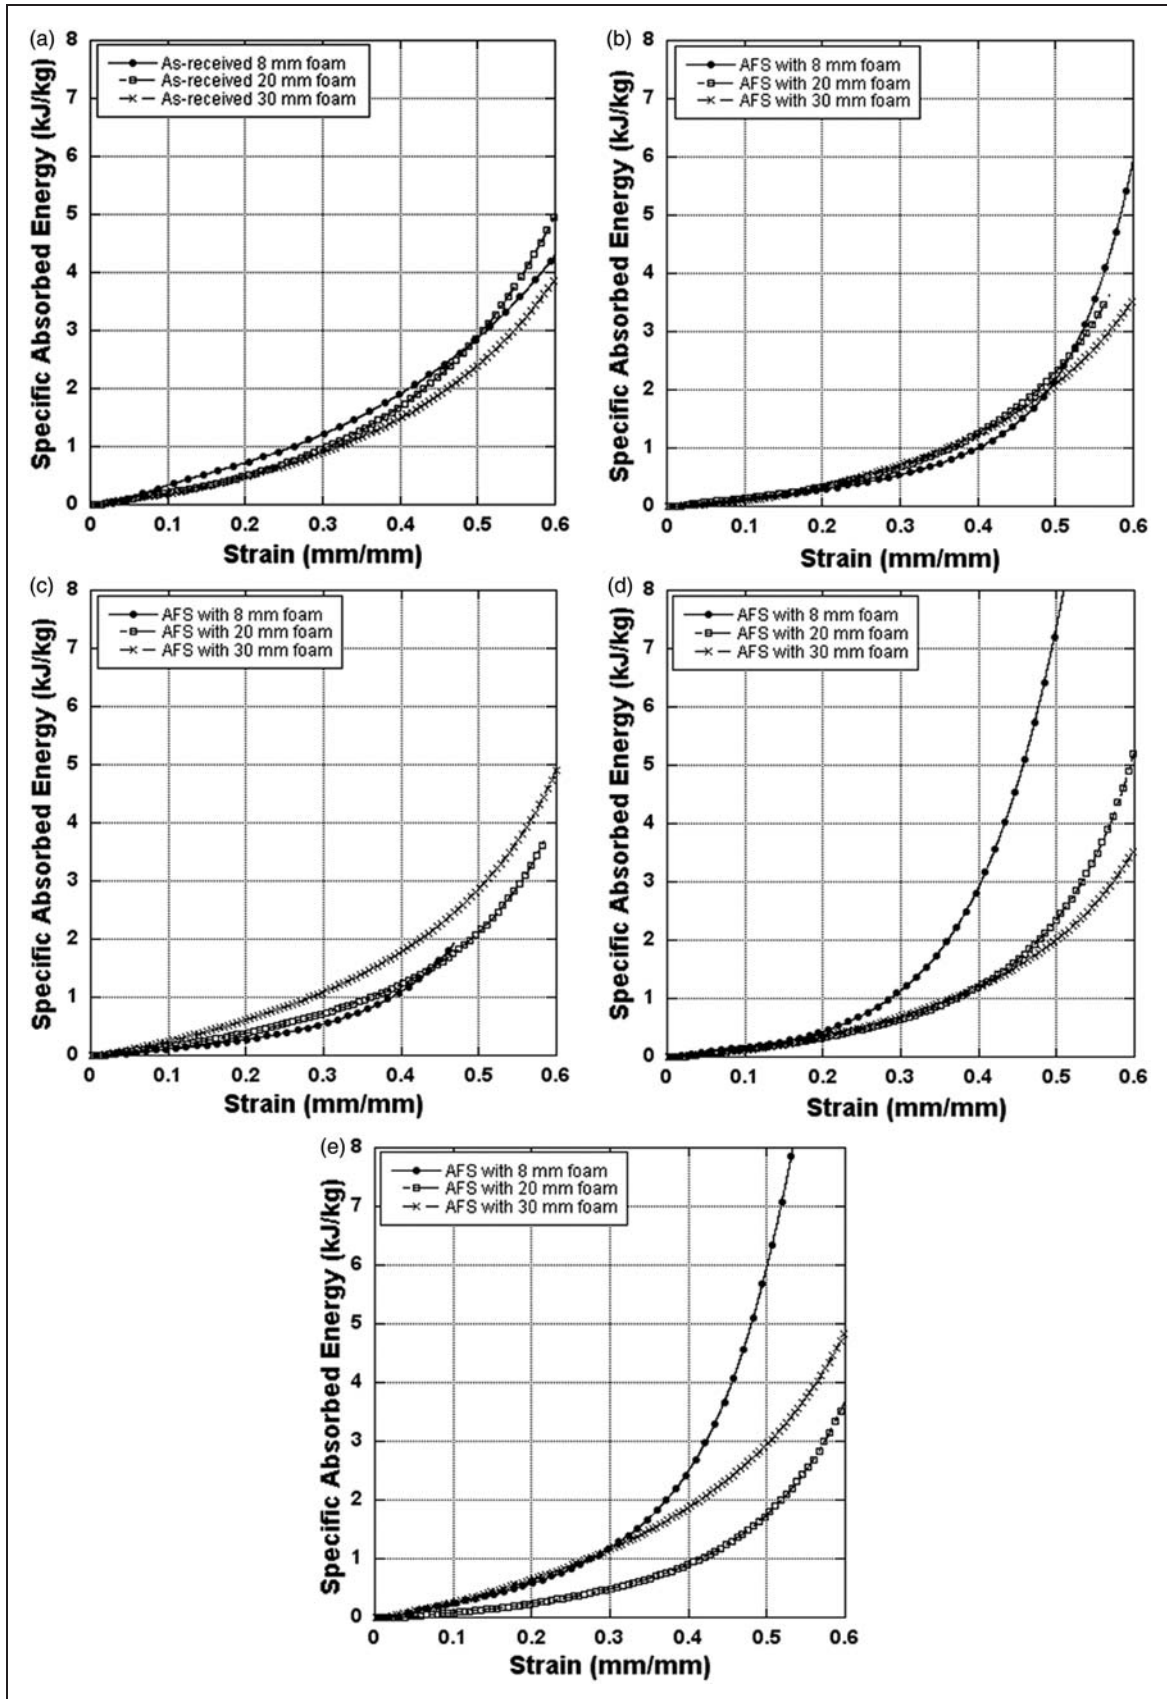 (a)
8
7
6
5
4
3
2
1
0
Specific Absorbed Energy (kJ/kg)
As-received 8 mm foam
As-received 20 mm foam
As-received 30 mm foam
0 0.1 0.2 0.3 0.4 0.5 0.6
Strain (mm/mm)
(b)
8
7
6
5
4
3
2
1
0
Specific Absorbed Energy (kJ/kg)
AFS with 8 mm foam
AFS with 20 mm foam
AFS with 30 mm foam
0 0.1 0.2 0.3 0.4 0.5 0.6
Strain (mm/mm)
(c)
8
7
6
5
4
3
2
1
0
Specific Absorbed Energy (kJ/kg)
AFS with 8 mm foam
AFS with 20 mm foam
AFS with 30 mm foam
0 0.1 0.2 0.3 0.4 0.5 0.6
Strain (mm/mm)
(d)
8
7
6
5
4
3
2
1
0
Specific Absorbed Energy (kJ/kg)
AFS with 8 mm foam
AFS with 20 mm foam
AFS with 30 mm foam
0 0.1 0.2 0.3 0.4 0.5 0.6
Strain (mm/mm)
(e)
8
7
6
5
4
3
2
1
0
Specific Absorbed Energy (kJ/kg)
AFS with 8 mm foam
AFS with 20 mm foam
AFS with 30 mm foam
0 0.1 0.2 0.3 0.4 0.5 0.6
Strain (mm/mm)